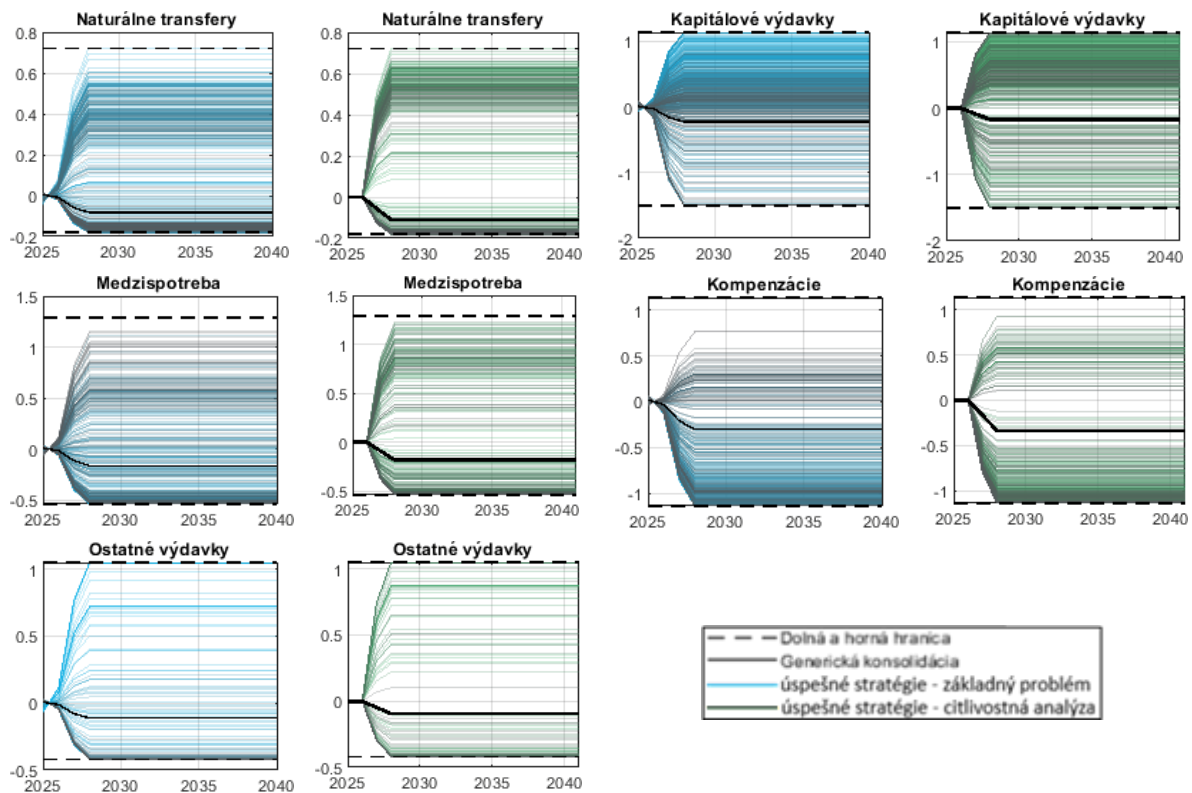 Naturálne transfery
0.8
0.6
0.4
0.2
0
-0.2
2025 2030 2035 2040
Naturálne transfery
0.8
0.6
0.4
0.2
0
-0.2
2025 2030 2035 2040
Kapitálové výdavky
1
0
-1
-2
2025 2030 2035 2040
Kapitálové výdavky
1
0
-1
-2
2025 2030 2035 2040
Medzispotreba
1.5
1
0.5
0
-0.5
2025 2030 2035 2040
Medzispotreba
1.5
1
0.5
0
-0.5
2025 2030 2035 2040
Kompenzácie
1
0.5
0
-0.5
-1
2025 2030 2035 2040
Kompenzácie
1
0.5
0
-0.5
-1
2025 2030 2035 2040
Ostatné výdavky
1
0.5
0
-0.5
2025 2030 2035 2040
Ostatné výdavky
1
0.5
0
-0.5
2025 2030 2035 2040
Dolná a horná hranica
Generická konsolidácia
úspešné stratégie - základný problém
úspešné stratégie - citlivostná analýza